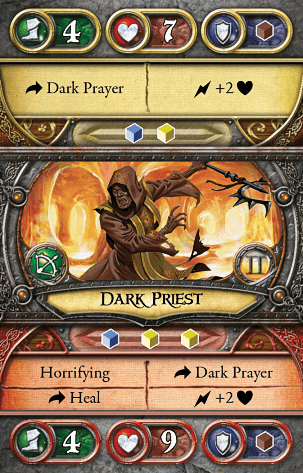 4 7
Dark Prayer +2
II
DARK PRIEST
Horrifying Dark Prayer
Heal +2
4 9